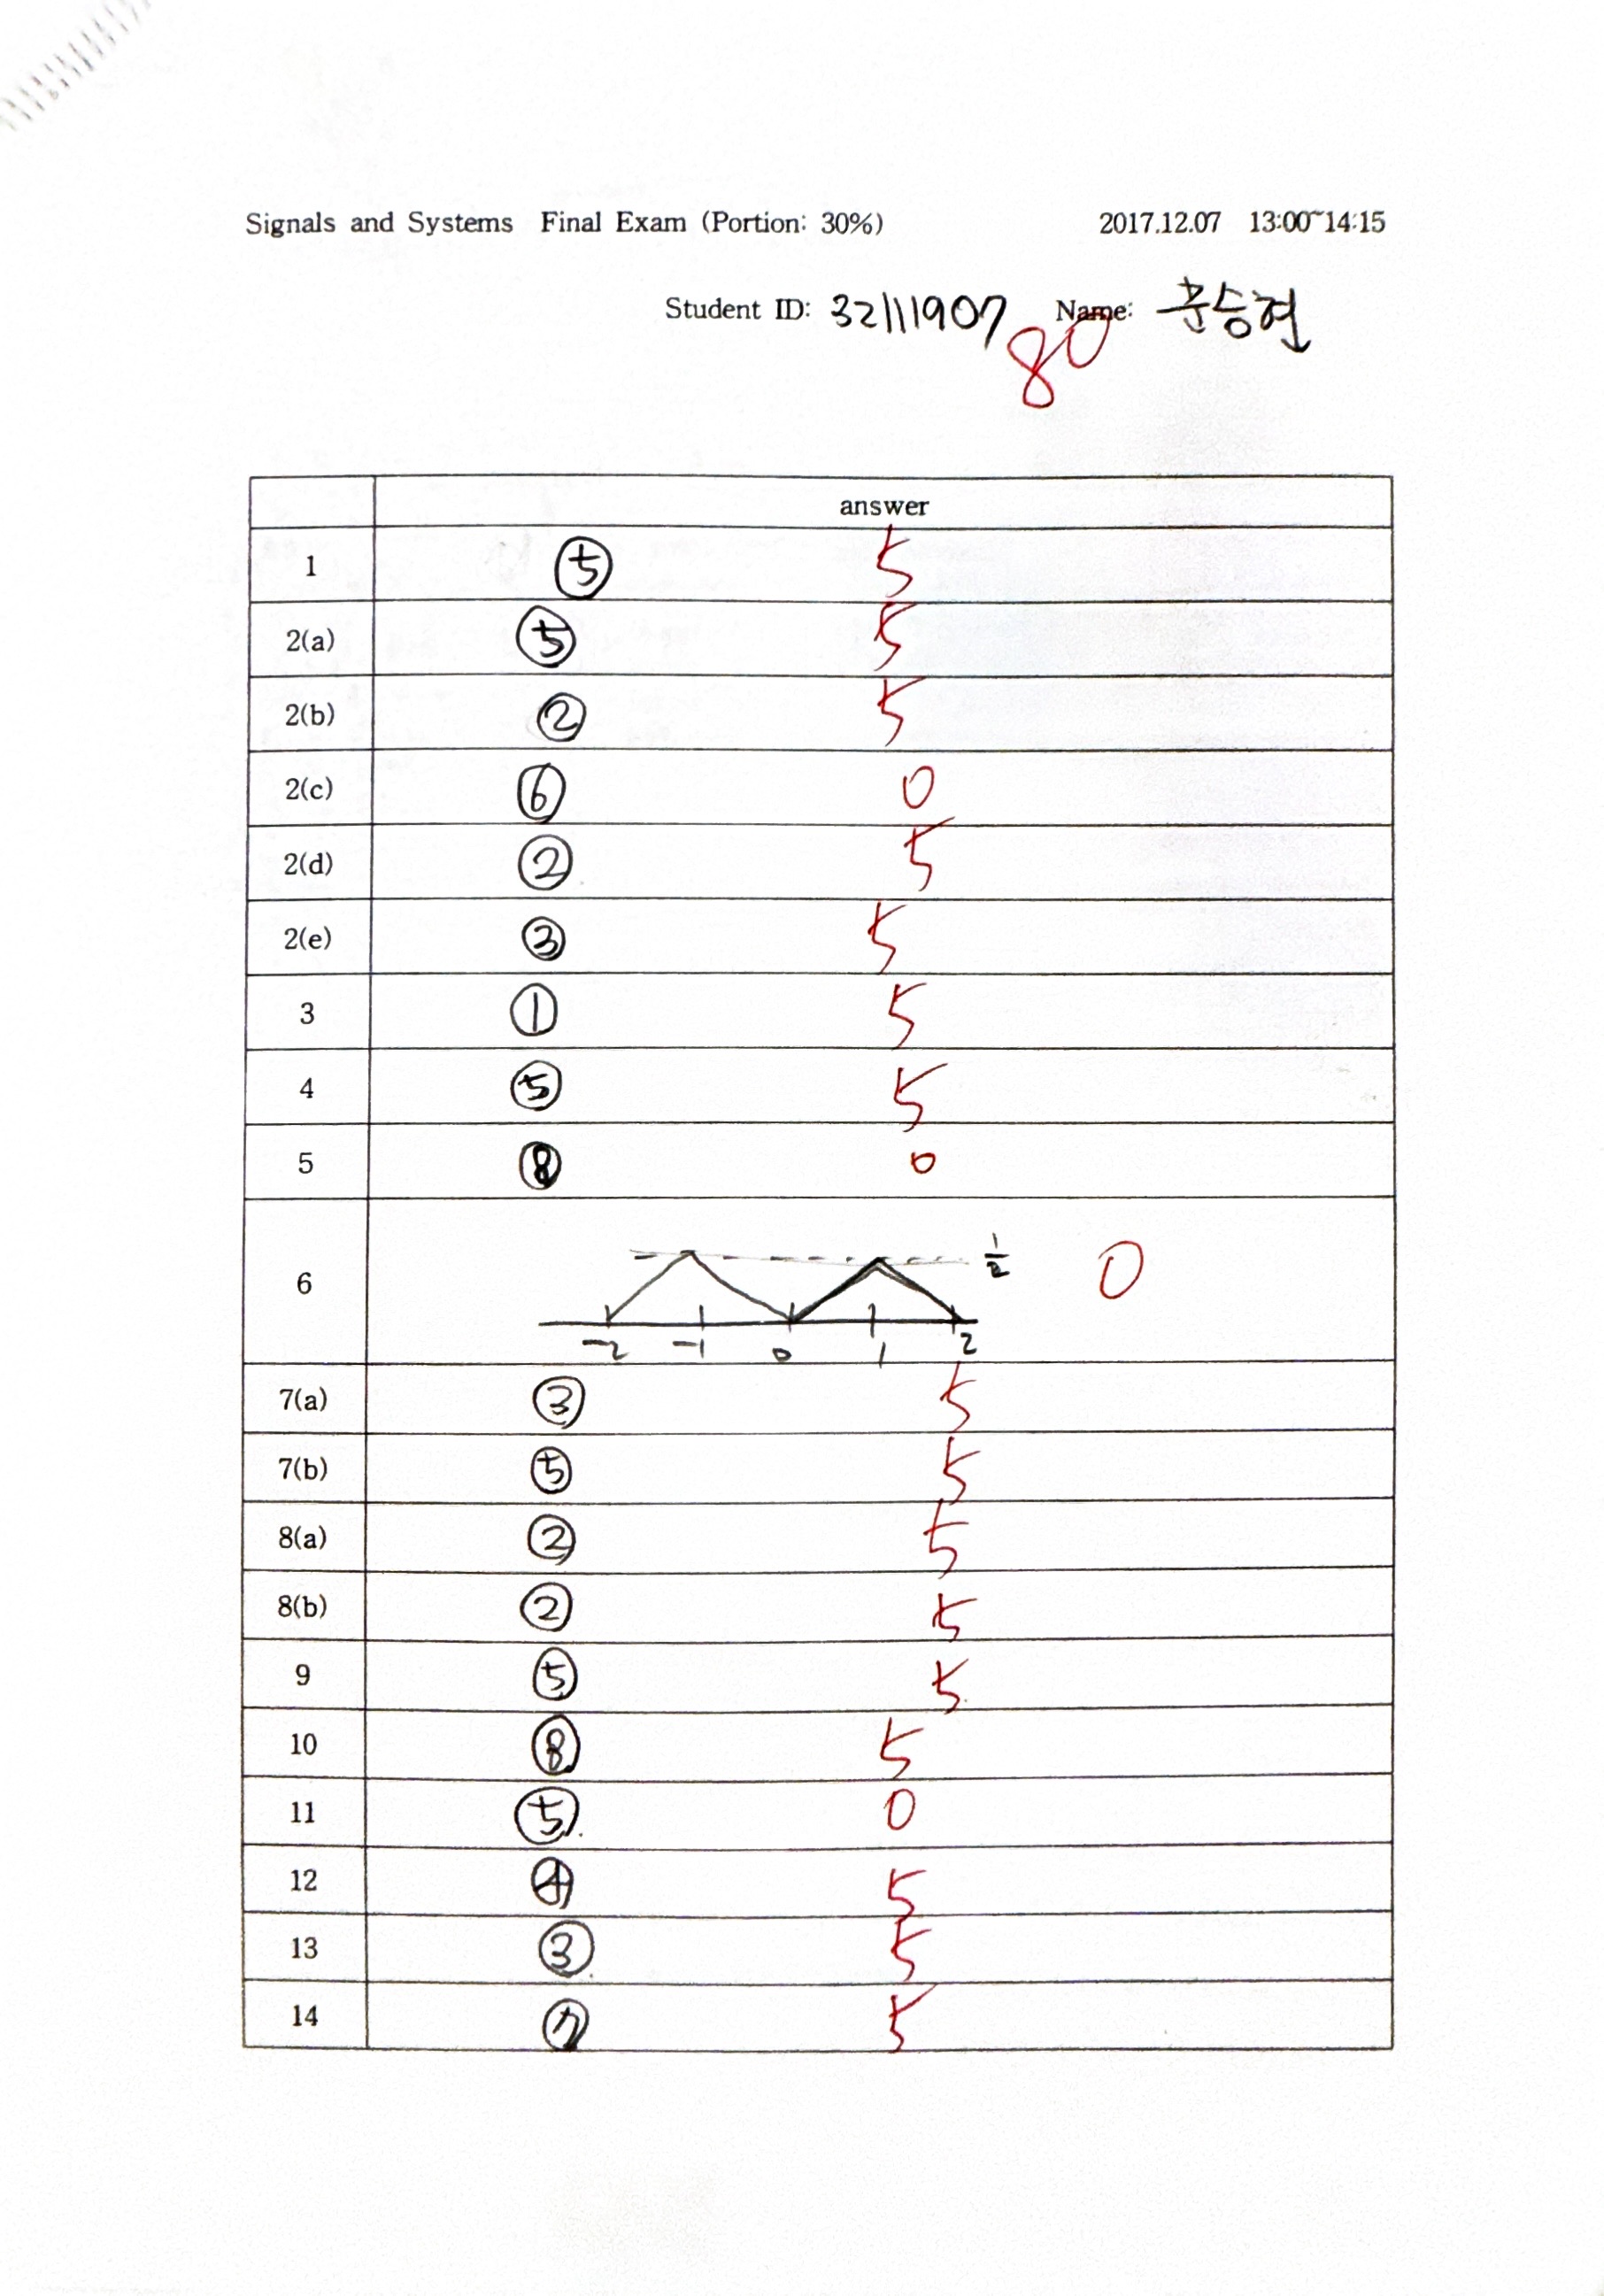 Signals and Systems Final Exam (Portion: 30%) 2017.12.07 13:00~14:15
Student ID: 32111907 Name: 문승현
80
answer
1 ⑤ 5
2(a) ⑤ 5
2(b) ② 5
2(c) ⑥ 0
2(d) ② 5
2(e) ③ 5
3 ① 5
4 ⑤ 5
5 ⑧ 0
6 1/2 0
-2 -1 0 1 2
7(a) ③ 5
7(b) ⑤ 5
8(a) ② 5
8(b) ② 5
9 ⑤ 5
10 ⑧ 5
11 ⑤ 0
12 ④ 5
13 ③ 5
14 ⑦ 5